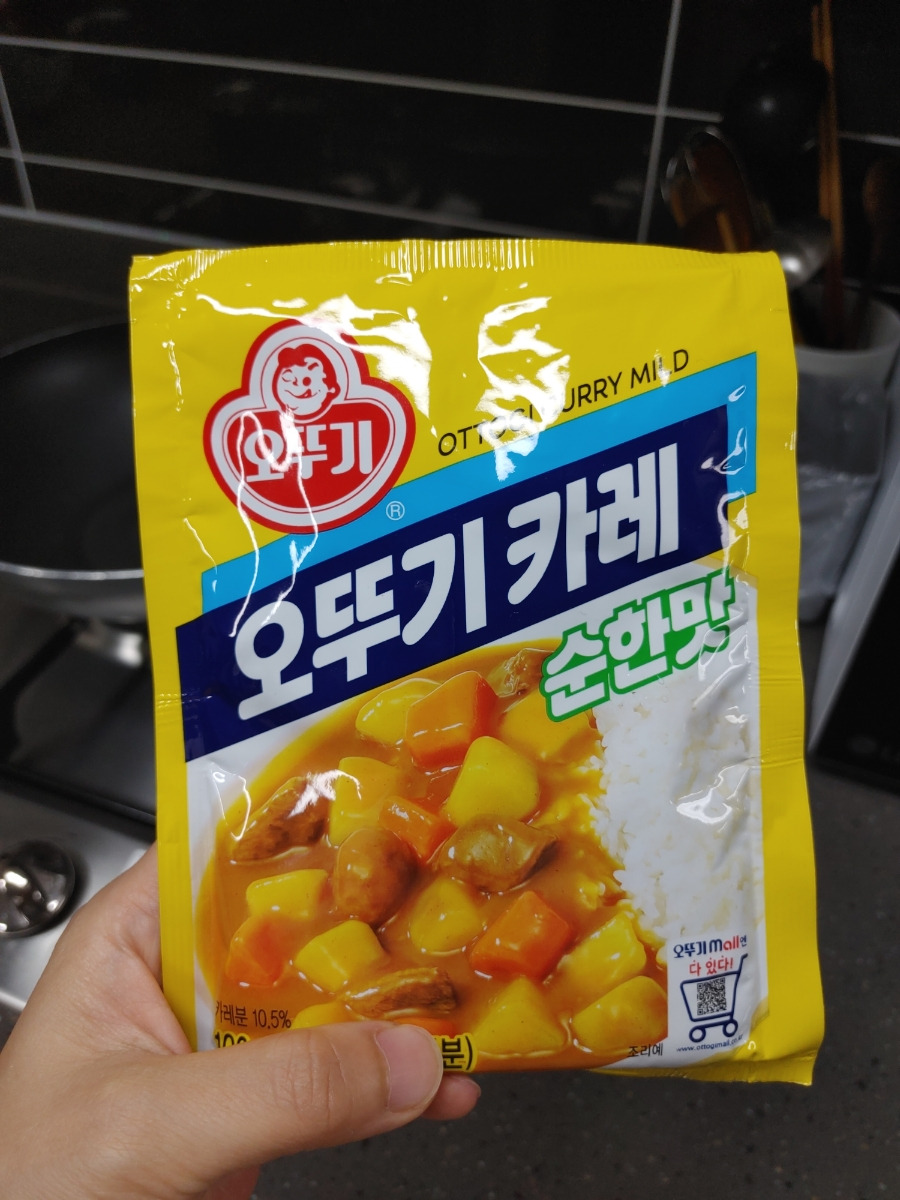 오뚜기
®
OTTOGI CURRY MILD
오뚜기 카레
순한맛
오뚜기 mall엔
다 있다!
www.ottogimall.co.kr
카레분 10.5%
조리예